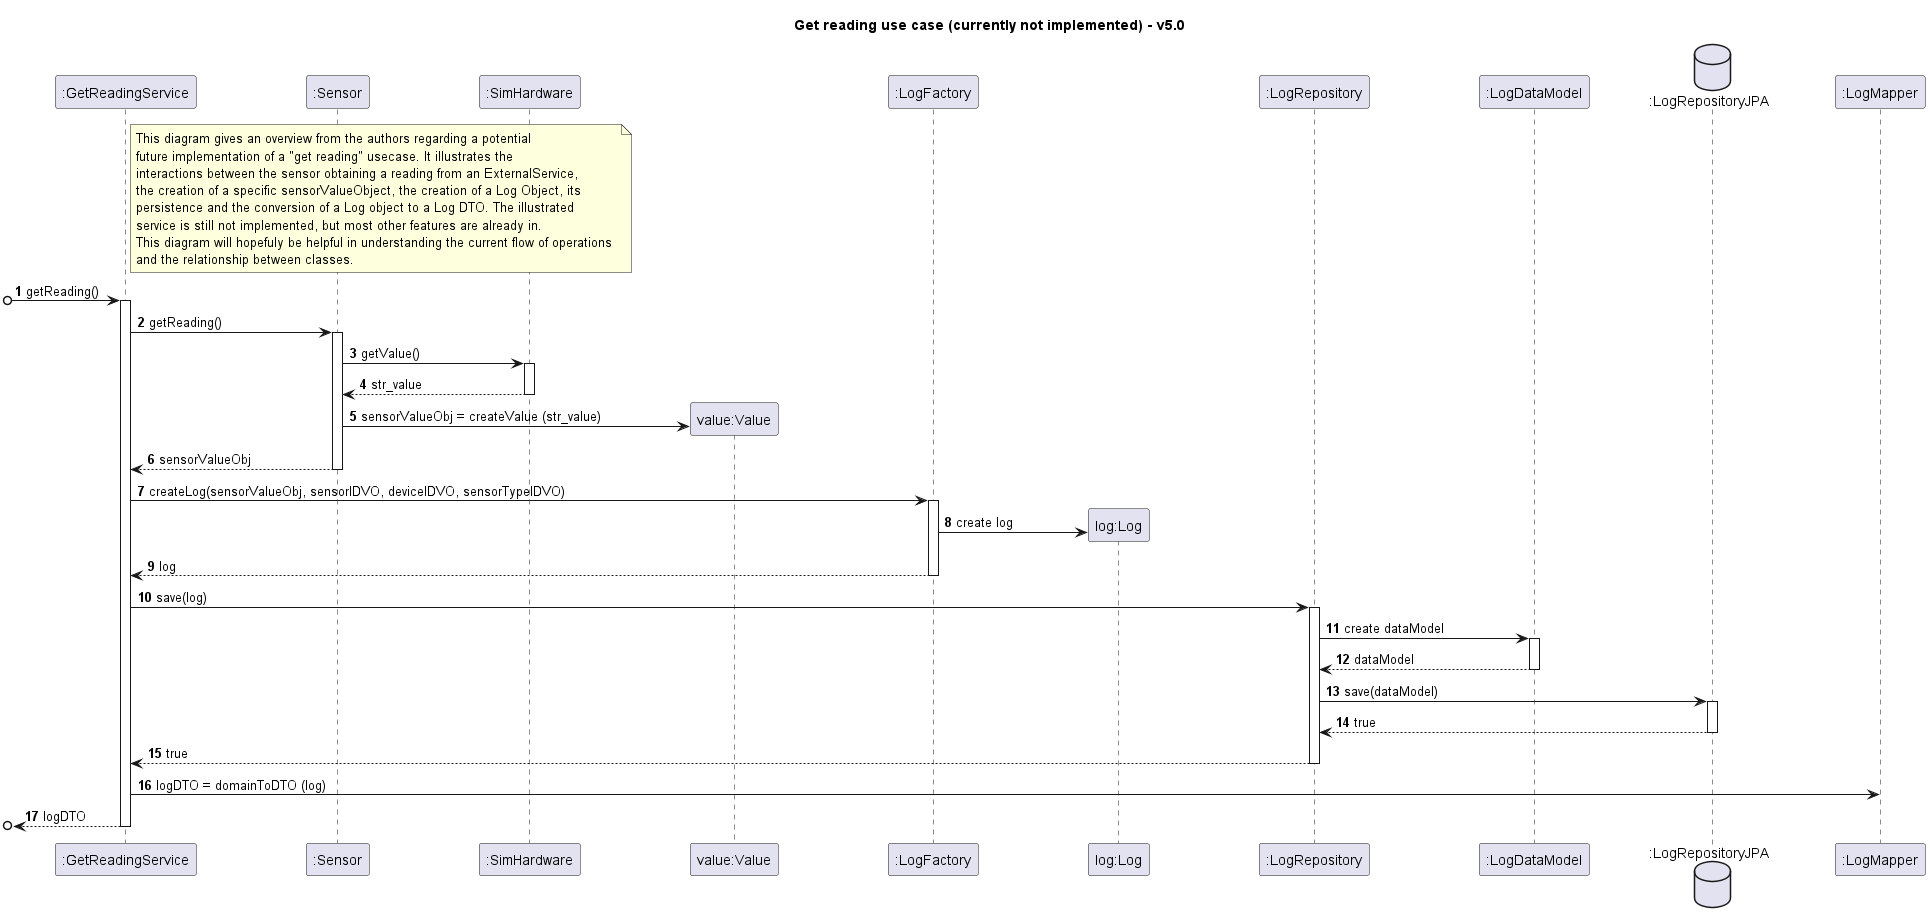 Get reading use case (currently not implemented) - v5.0
:GetReadingService
:Sensor
:SimHardware
:LogFactory
:LogRepository
:LogDataModel
:LogRepositoryJPA
:LogMapper
This diagram gives an overview from the authors regarding a potential
future implementation of a "get reading" usecase. It illustrates the
interactions between the sensor obtaining a reading from an ExternalService,
the creation of a specific sensorValueObject, the creation of a Log Object, its
persistence and the conversion of a Log object to a Log DTO. The illustrated
service is still not implemented, but most other features are already in.
This diagram will hopefuly be helpful in understanding the current flow of operations
and the relationship between classes.
1 getReading()
2 getReading()
3 getValue()
4 str_value
5 sensorValueObj = createValue (str_value)
value:Value
6 sensorValueObj
7 createLog(sensorValueObj, sensorIDVO, deviceIDVO, sensorTypeIDVO)
8 create log
log:Log
9 log
10 save(log)
11 create dataModel
12 dataModel
13 save(dataModel)
14 true
15 true
16 logDTO = domainToDTO (log)
17 logDTO
:GetReadingService
:Sensor
:SimHardware
value:Value
:LogFactory
log:Log
:LogRepository
:LogDataModel
:LogRepositoryJPA
:LogMapper